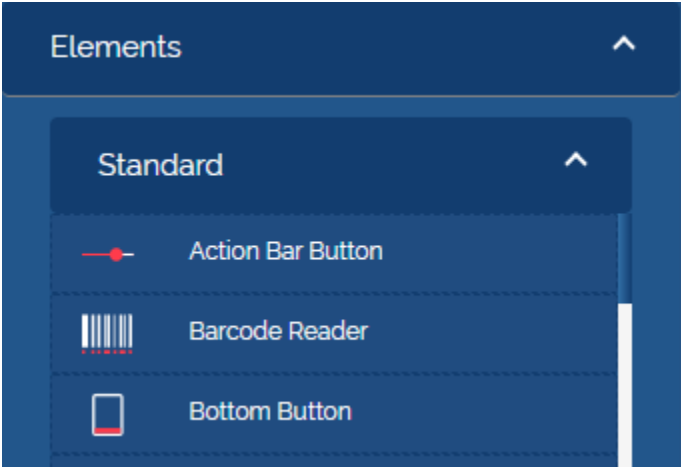 Elements
Standard
Action Bar Button
Barcode Reader
Bottom Button